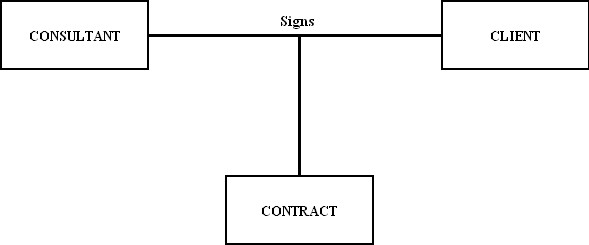 Signs
CONSULTANT
CLIENT
CONTRACT